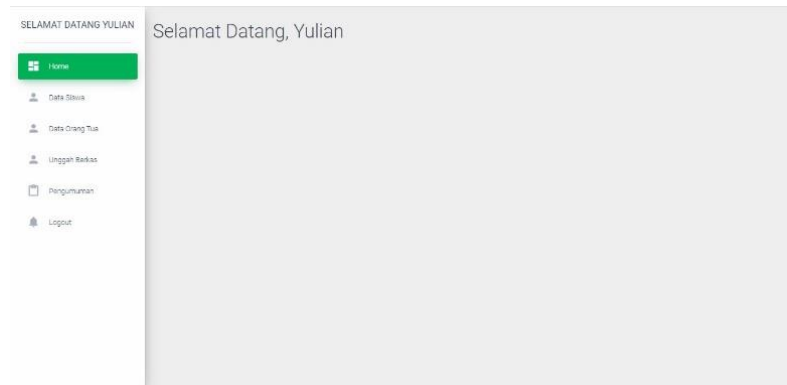 SELAMAT DATANG YULIAN
Selamat Datang, Yulian
Home
Data Siswa
Data Orang Tua
Unggah Berkas
Pengumuman
Logout